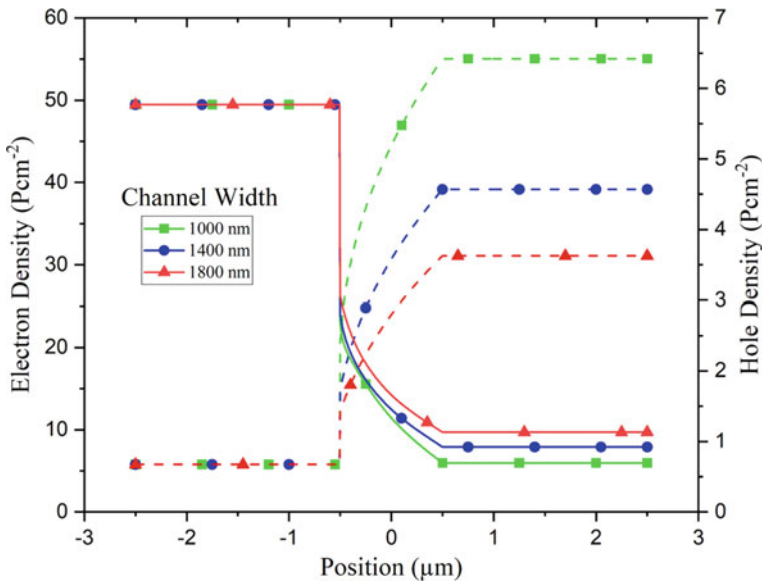 60
50
40
30
20
10
0
Electron Density (Pcm⁻²)
7
6
5
4
3
2
1
0
Hole Density (Pcm⁻²)
Channel Width
1000 nm
1400 nm
1800 nm
-3 -2 -1 0 1 2 3
Position (μm)